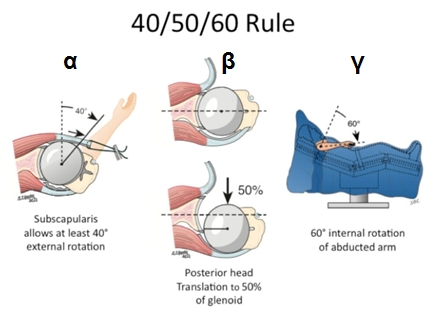 40/50/60 Rule
α
β
γ
40°
50%
60°
Subscapularis
allows at least 40°
external rotation
Posterior head
Translation to 50%
of glenoid
60° internal rotation
of abducted arm